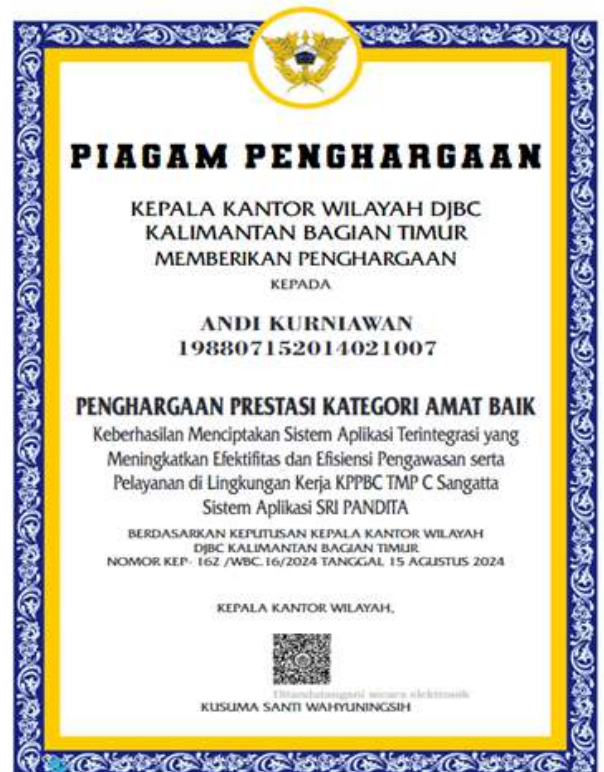 PIAGAM PENGHARGAAN
KEPALA KANTOR WILAYAH DJBC
KALIMANTAN BAGIAN TIMUR
MEMBERIKAN PENGHARGAAN
KEPADA
ANDI KURNIAWAN
198807152014021007
PENGHARGAAN PRESTASI KATEGORI AMAT BAIK
Keberhasilan Menciptakan Sistem Aplikasi Terintegrasi yang
Meningkatkan Efektifitas dan Efisiensi Pengawasan serta
Pelayanan di Lingkungan Kerja KPPBC TMP C Sangatta
Sistem Aplikasi SRI PANDITA
BERDASARKAN KEPUTUSAN KEPALA KANTOR WILAYAH
DJBC KALIMANTAN BAGIAN TIMUR
NOMOR KEP- 162 /WBC.16/2024 TANGGAL 15 AGUSTUS 2024
KEPALA KANTOR WILAYAH,
Ditandatangani secara elektronik
KUSUMA SANTI WAHYUNINGSIH